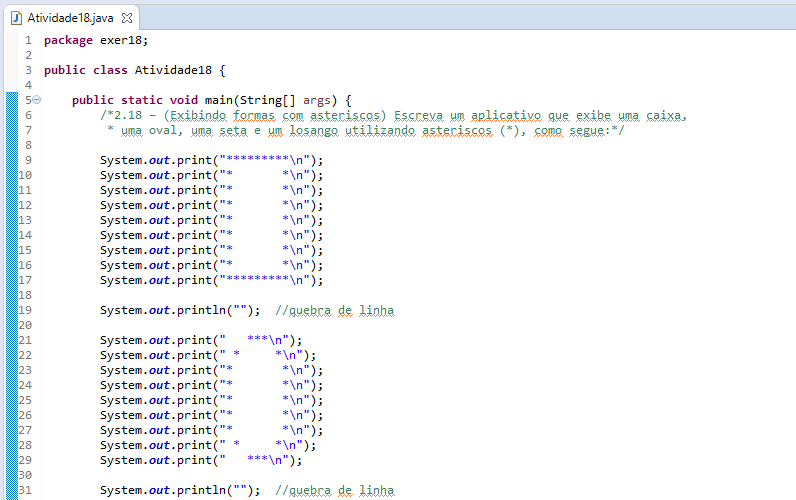 Atividade18.java
1 package exer18;
2
3 public class Atividade18 {
4
5 public static void main(String[] args) {
6 /*2.18 - (Exibindo formas com asteriscos) Escreva um aplicativo que exibe uma caixa,
7 * uma oval, uma seta e um losango utilizando asteriscos (*), como segue:*/
8
9 System.out.print("*********\n");
10 System.out.print("*       *\n");
11 System.out.print("*       *\n");
12 System.out.print("*       *\n");
13 System.out.print("*       *\n");
14 System.out.print("*       *\n");
15 System.out.print("*       *\n");
16 System.out.print("*       *\n");
17 System.out.print("*********\n");
18
19 System.out.println("");  //quebra de linha
20
21 System.out.print("   ***\n");
22 System.out.print(" *     *\n");
23 System.out.print("*       *\n");
24 System.out.print("*       *\n");
25 System.out.print("*       *\n");
26 System.out.print("*       *\n");
27 System.out.print("*       *\n");
28 System.out.print(" *     *\n");
29 System.out.print("   ***\n");
30
31 System.out.println("");  //quebra de linha